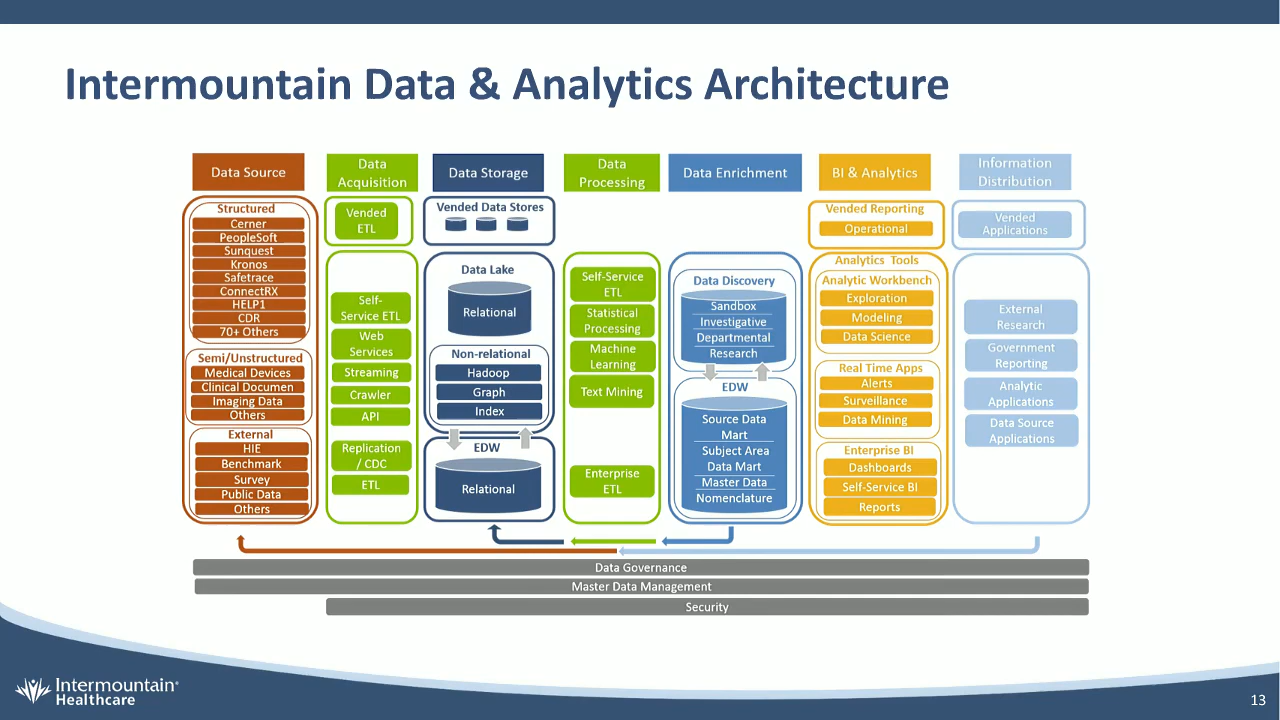 Intermountain Data & Analytics Architecture
Data Source
Data
Acquisition
Data Storage
Data
Processing
Data Enrichment
BI & Analytics
Information
Distribution
Structured
Cerner
PeopleSoft
Sunquest
Kronos
Safetrace
ConnectRX
HELP1
CDR
70+ Others
Semi/Unstructured
Medical Devices
Clinical Documen
Imaging Data
Others
External
HIE
Benchmark
Survey
Public Data
Others
Vended
ETL
Self-
Service ETL
Web
Services
Streaming
Crawler
API
Replication
/ CDC
ETL
Vended Data Stores
Data Lake
Relational
Non-relational
Hadoop
Graph
Index
EDW
Relational
Self-Service
ETL
Statistical
Processing
Machine
Learning
Text Mining
Enterprise
ETL
Data Discovery
Sandbox
Investigative
Departmental
Research
EDW
Source Data
Mart
Subject Area
Data Mart
Master Data
Nomenclature
Vended Reporting
Operational
Analytics Tools
Analytic Workbench
Exploration
Modeling
Data Science
Real Time Apps
Alerts
Surveillance
Data Mining
Enterprise BI
Dashboards
Self-Service BI
Reports
Vended
Applications
External
Research
Government
Reporting
Analytic
Applications
Data Source
Applications
Data Governance
Master Data Management
Security
Intermountain
Healthcare
13